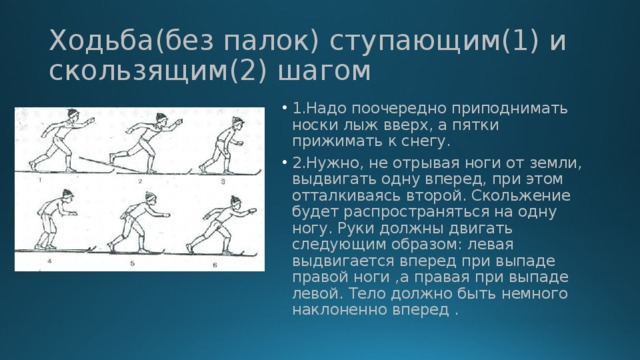 Ходьба(без палок) ступающим(1) и
скользящим(2) шагом
• 1.Надо поочередно приподнимать
носки лыж вверх, а пятки
прижимать к снегу.
• 2.Нужно, не отрывая ноги от земли,
выдвигать одну вперед, при этом
отталкиваясь второй. Скольжение
будет распространяться на одну
ногу. Руки должны двигать
следующим образом: левая
выдвигается вперед при выпаде
правой ноги ,а правая при выпаде
левой. Тело должно быть немного
наклоненно вперед .
1 2 3
4 5 6